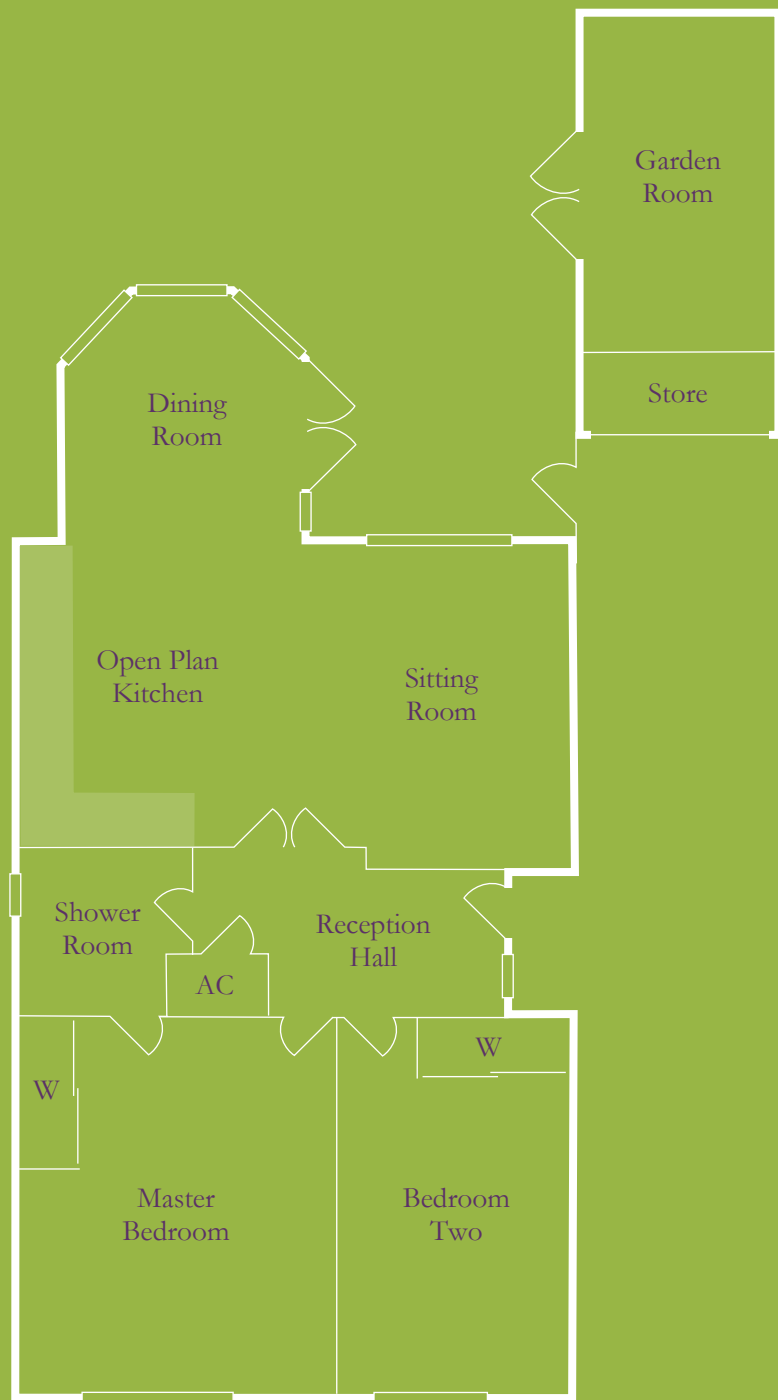 Garden
Room
Store
Dining
Room
Open Plan
Kitchen
Sitting
Room
Shower
Room
Reception
Hall
AC
W
W
Master
Bedroom
Bedroom
Two